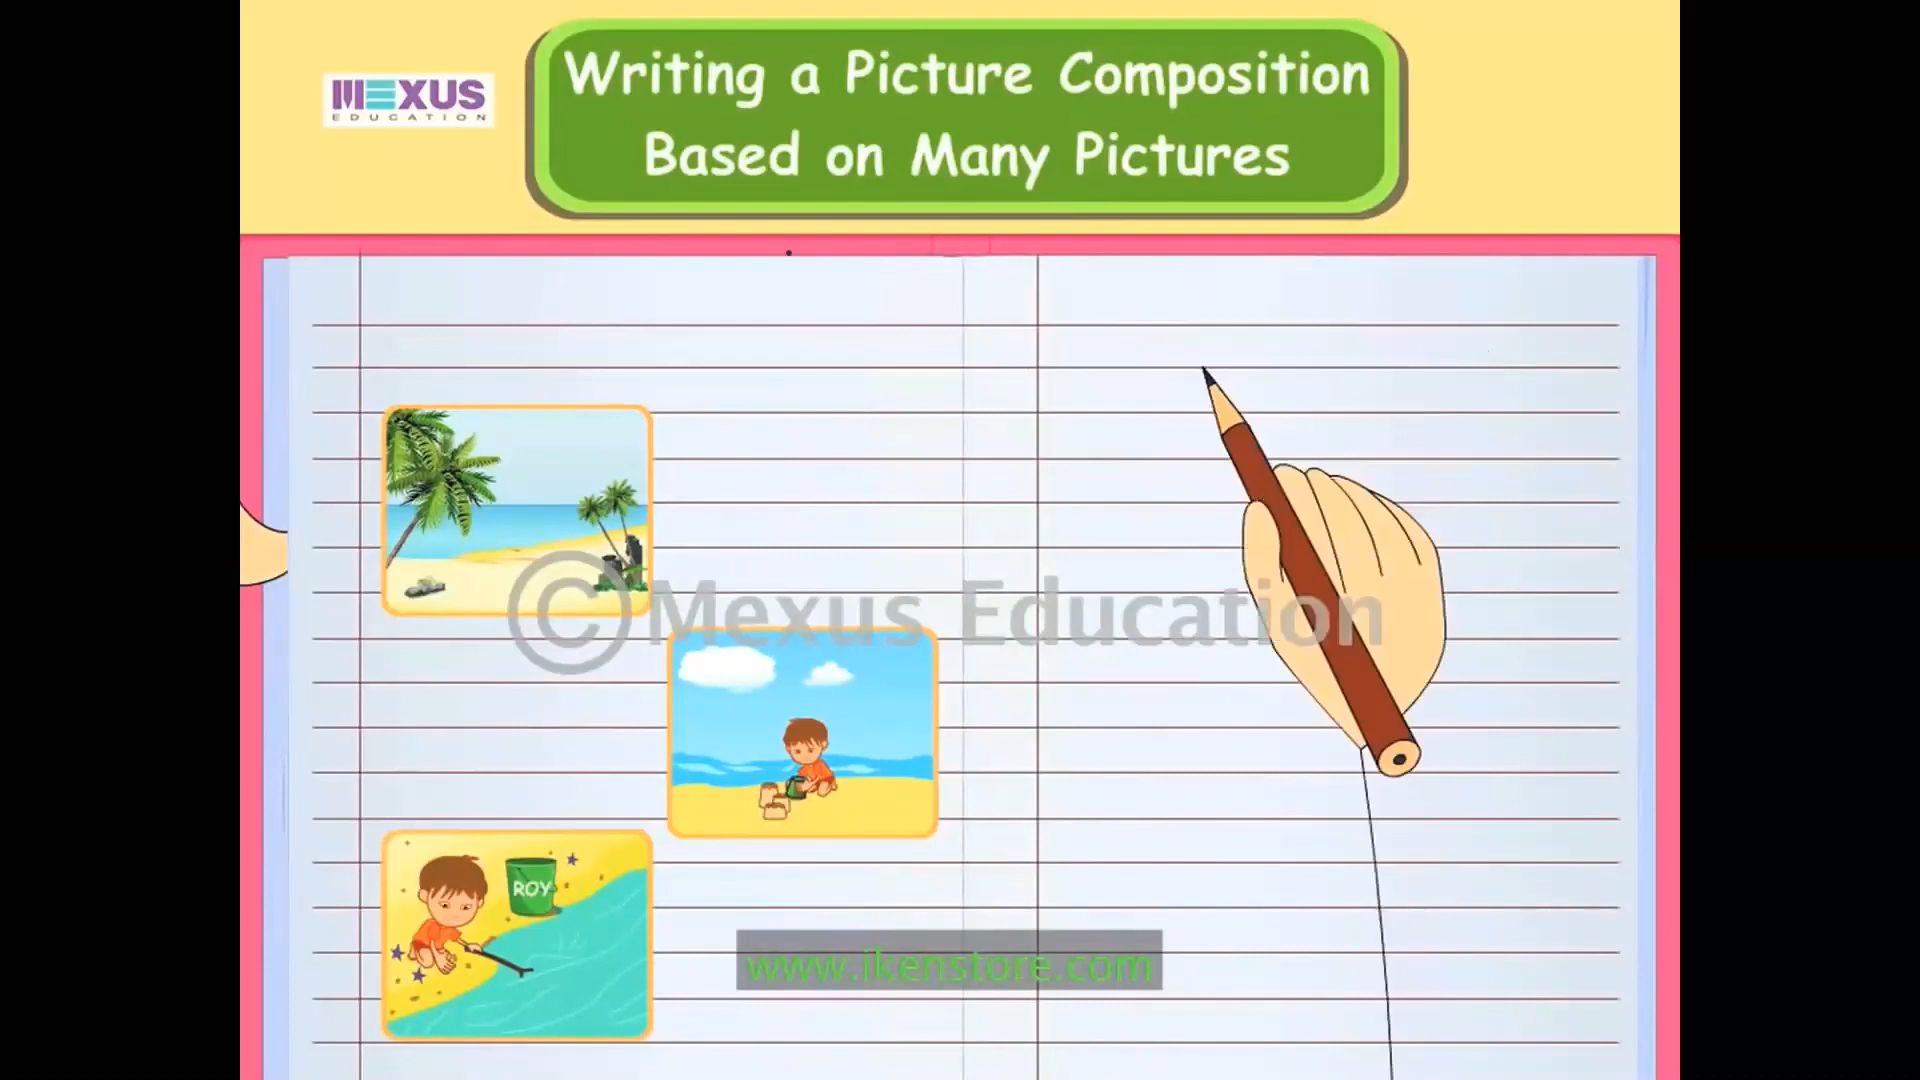 MEXUS
EDUCATION
Writing a Picture Composition
Based on Many Pictures
© Mexus Education
ROY
www.ikenstore.com